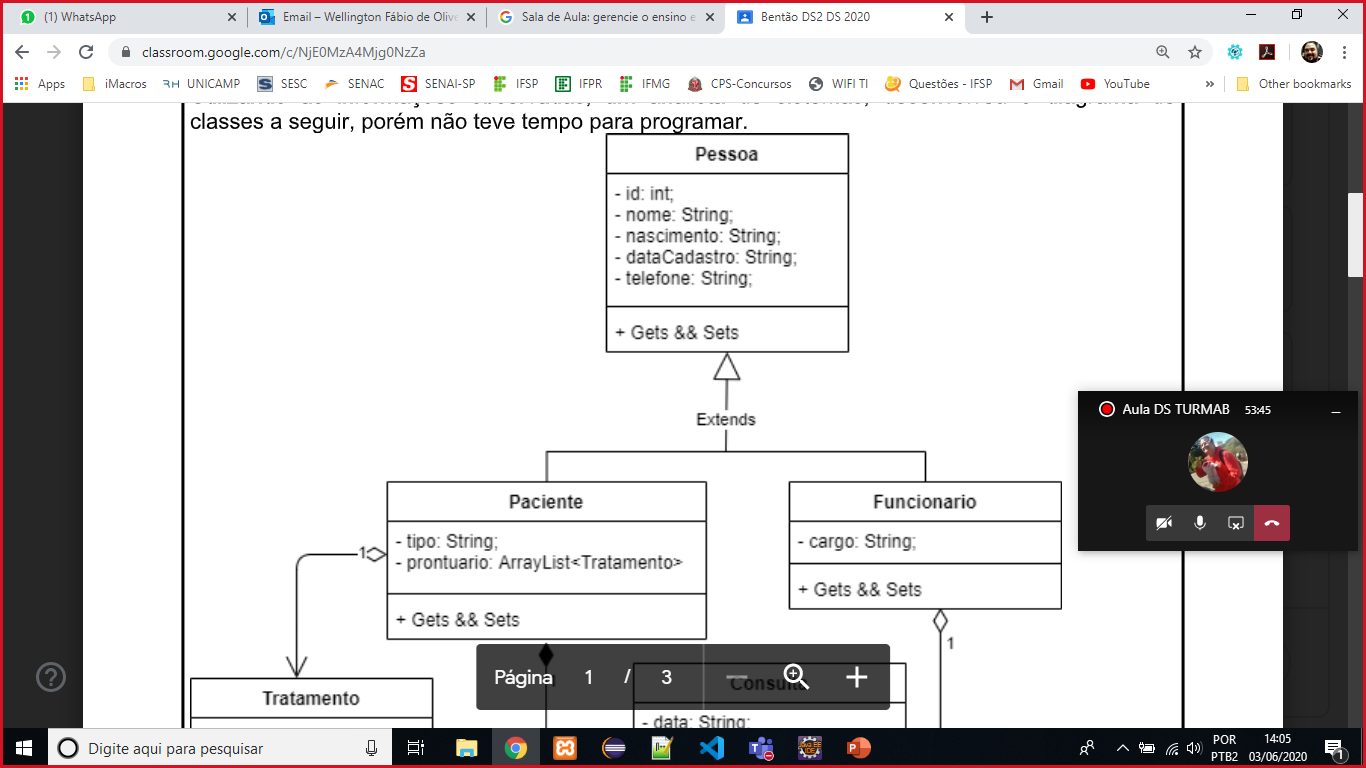 (1) WhatsApp
Email – Wellington Fábio de Olive
Sala de Aula: gerencie o ensino e
Bentão DS2 DS 2020
classroom.google.com/c/NjE0MzA4Mjg0NzZa
Apps
iMacros
UNICAMP
SESC
SENAC
SENAI-SP
IFSP
IFPR
IFMG
CPS-Concursos
WIFI TI
Questões - IFSP
Gmail
YouTube
»
Other bookmarks
classes a seguir, porém não teve tempo para programar.
Pessoa
- id: int;
- nome: String;
- nascimento: String;
- dataCadastro: String;
- telefone: String;
+ Gets && Sets
Extends
Paciente
- tipo: String;
- prontuario: ArrayList<Tratamento>
+ Gets && Sets
1
Funcionario
- cargo: String;
+ Gets && Sets
1
Aula DS TURMAB 53:45
Tratamento
Consulta
- data: String;
Página 1 / 3
Digite aqui para pesquisar
POR
PTB2
14:05
03/06/2020
1